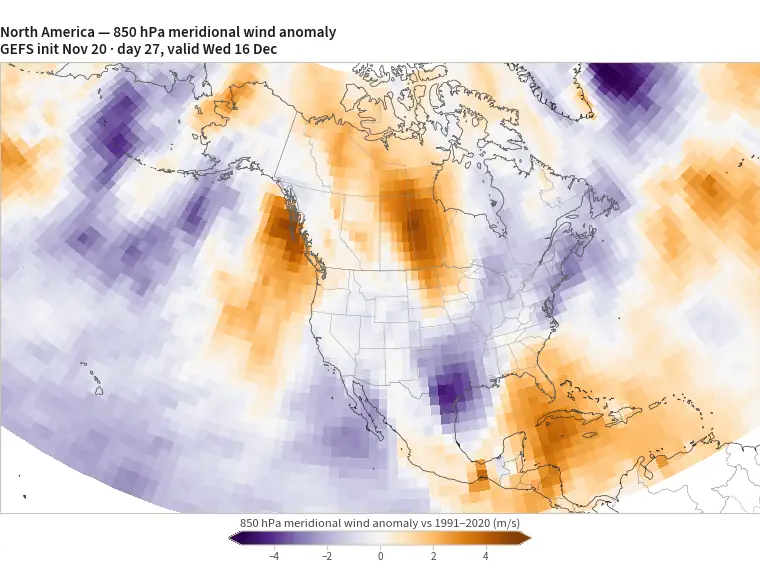 North America — 850 hPa meridional wind anomaly
GEFS init Nov 20 · day 27, valid Wed 16 Dec
850 hPa meridional wind anomaly vs 1991–2020 (m/s)
−4 −2 0 2 4